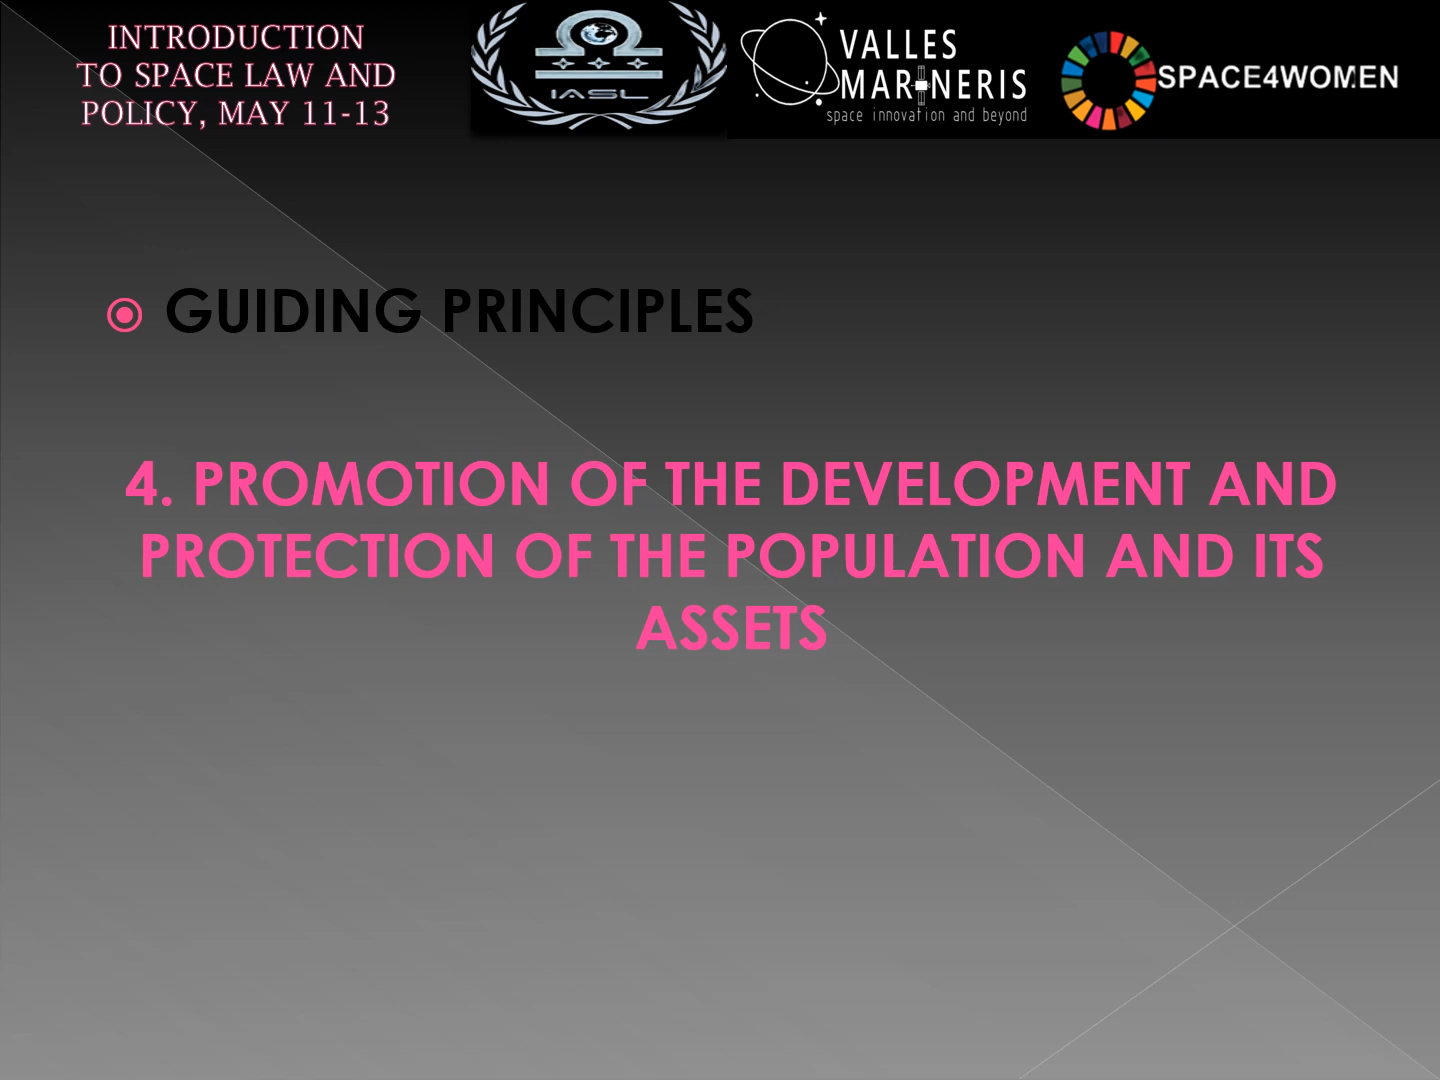 INTRODUCTION
TO SPACE LAW AND
POLICY, MAY 11-13
IASL
VALLES
MARINERIS
space innovation and beyond
SPACE4WOMEN
GUIDING PRINCIPLES
4. PROMOTION OF THE DEVELOPMENT AND
PROTECTION OF THE POPULATION AND ITS
ASSETS